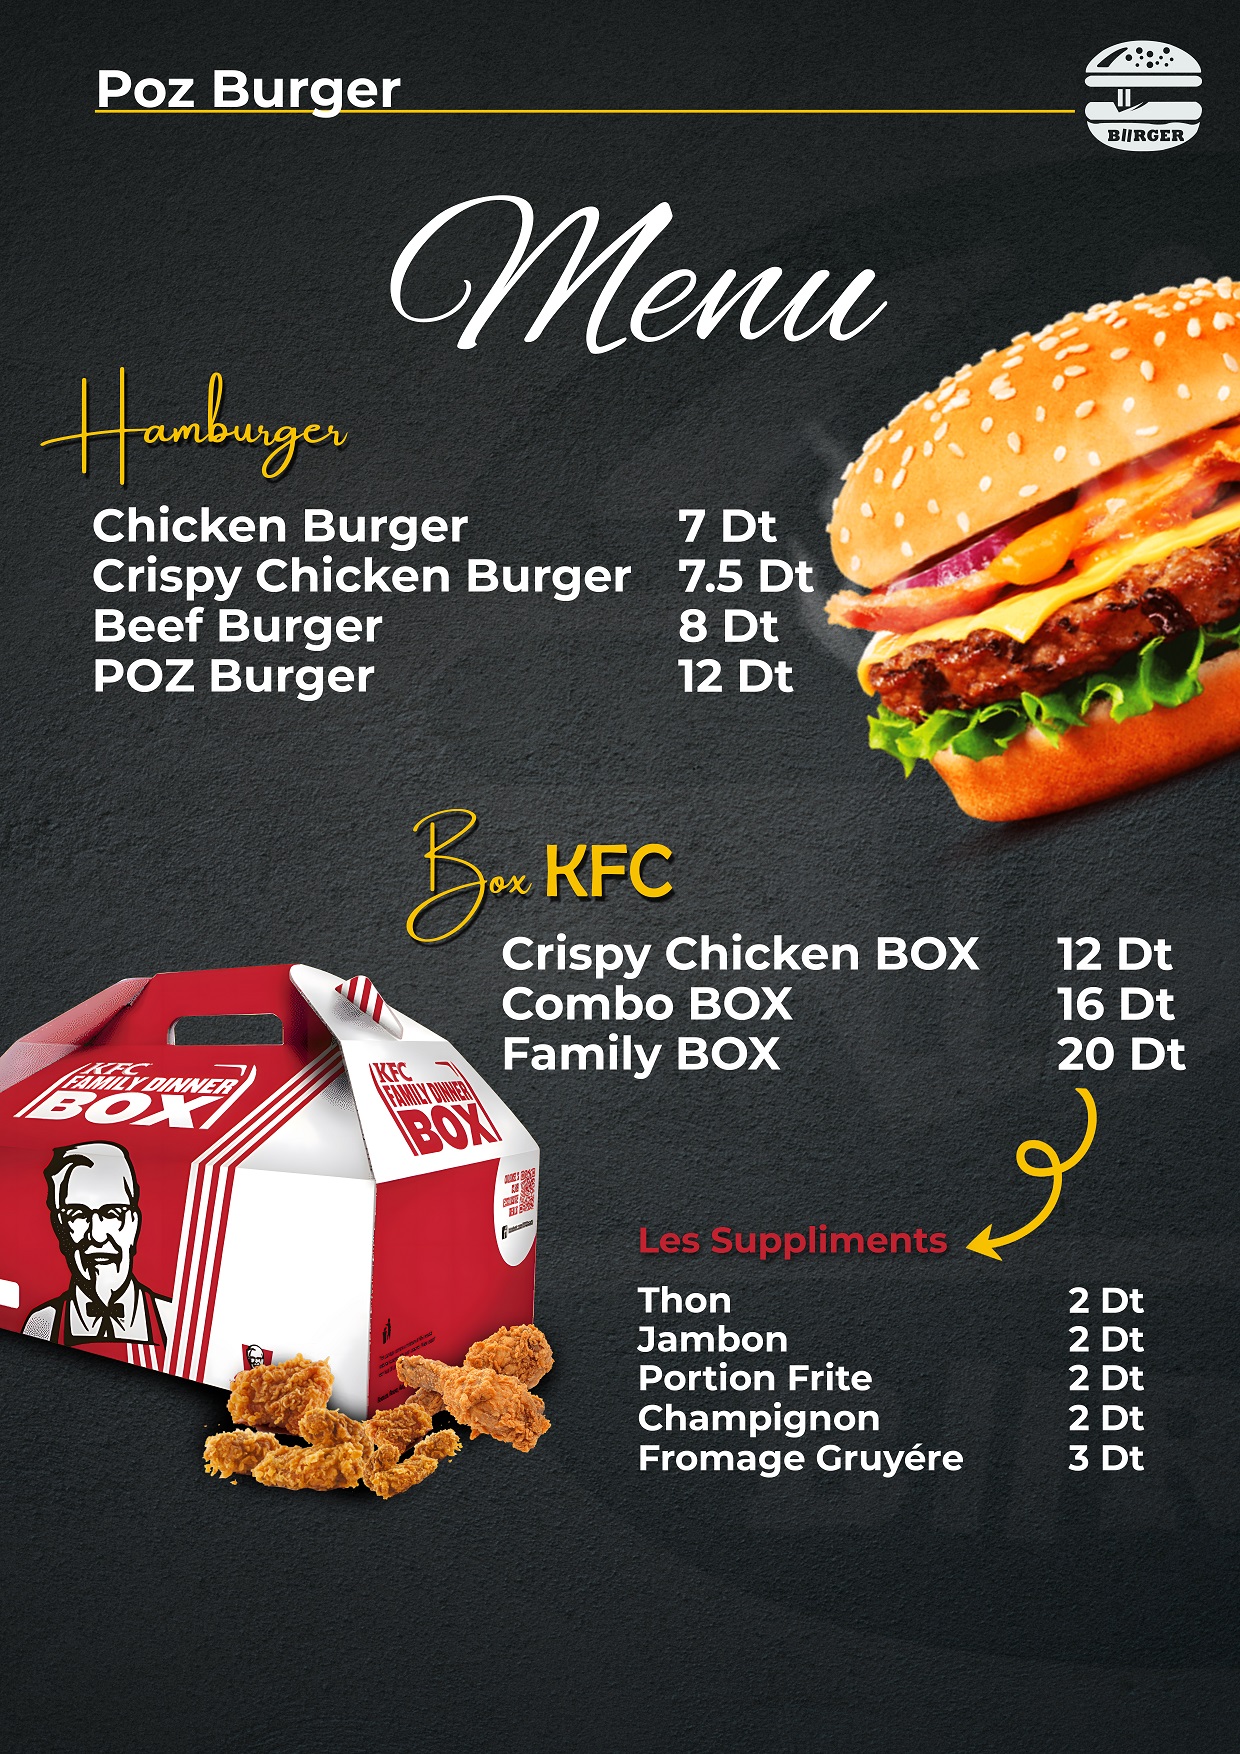 Poz Burger
BIIRGER
Menu
Hamburger
Chicken Burger 7 Dt
Crispy Chicken Burger 7.5 Dt
Beef Burger 8 Dt
POZ Burger 12 Dt
Box KFC
Crispy Chicken BOX 12 Dt
Combo BOX 16 Dt
Family BOX 20 Dt
KFC
FAMILY DINNER
BOX
KFC
FAMILY DINNER
BOX
Les Suppliments
Thon 2 Dt
Jambon 2 Dt
Portion Frite 2 Dt
Champignon 2 Dt
Fromage Gruyére 3 Dt